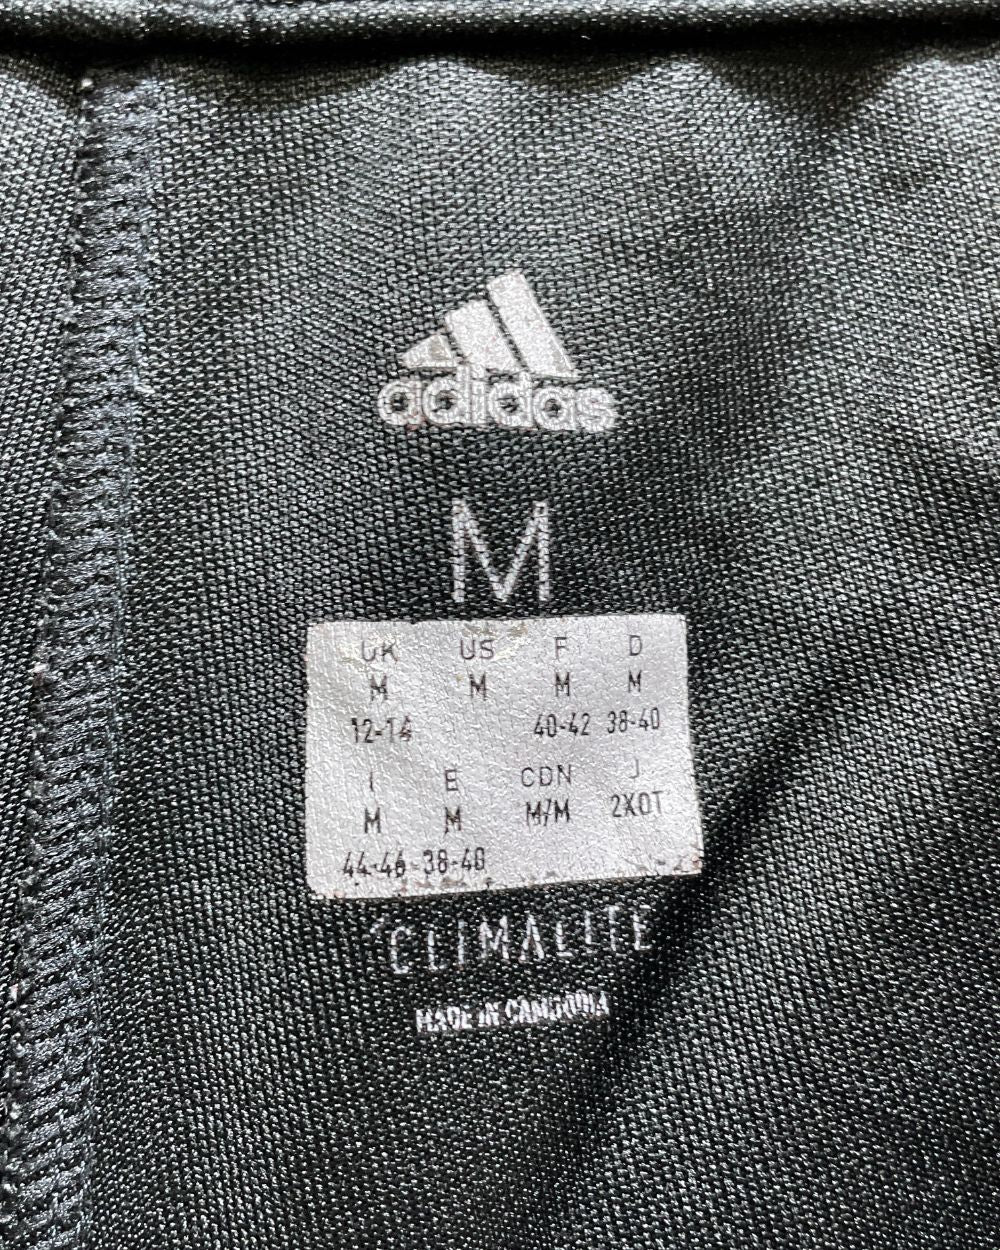 adidas
M
UK US F D
M M M M
12-14 40-42 38-40
I E CDN J
M M M/M 2XOT
44-46 38-40
CLIMALITE
MADE IN CAMBODIA